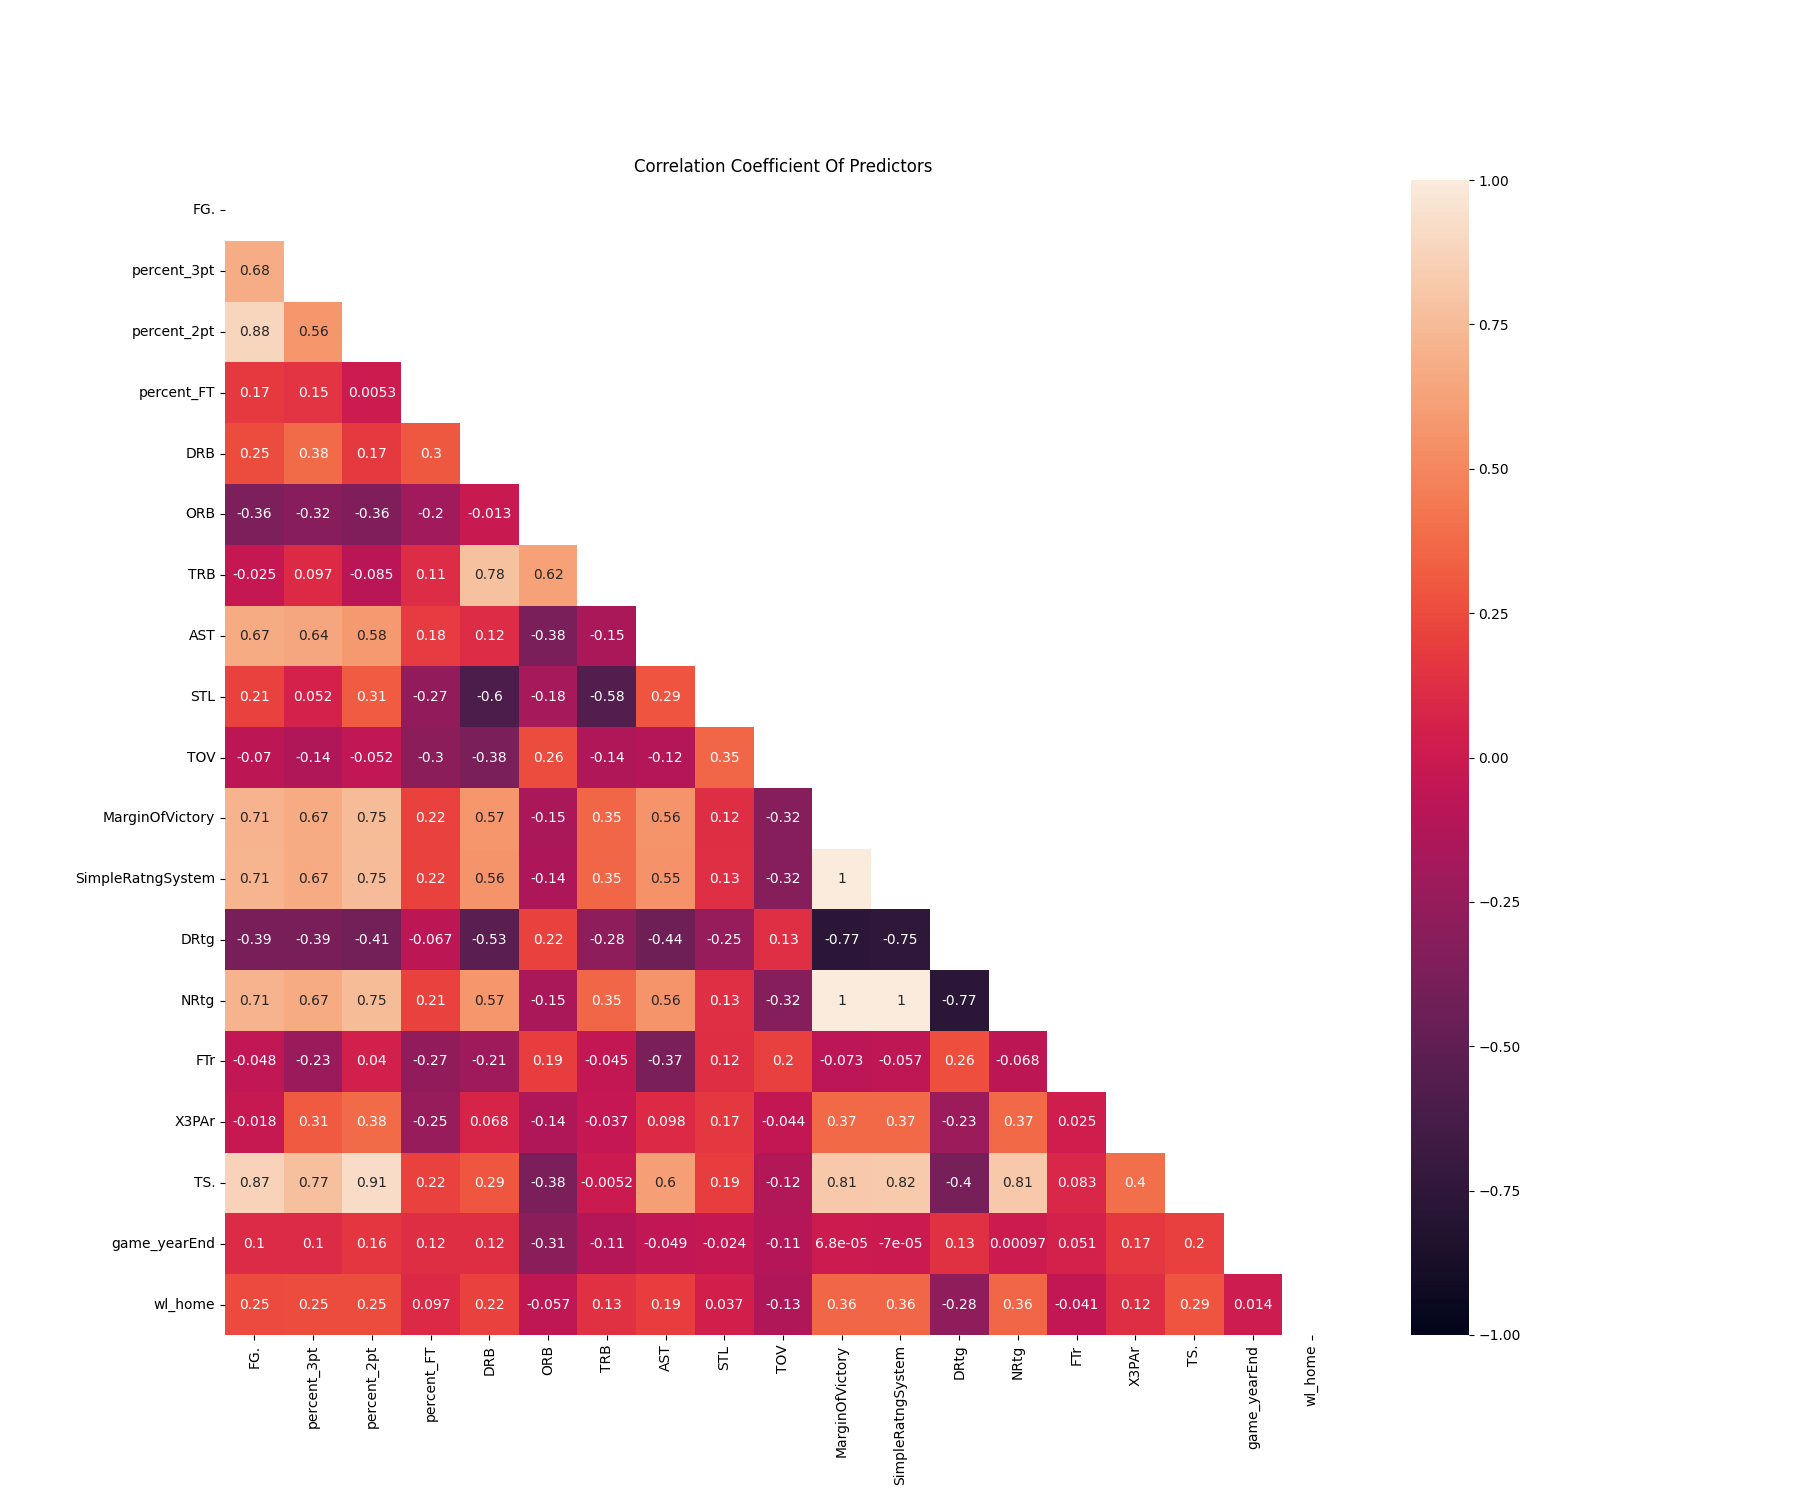 Correlation Coefficient Of Predictors
1.00
FG.
percent_3pt 0.68
percent_2pt 0.88 0.56
0.75
percent_FT 0.17 0.15 0.0053
DRB 0.25 0.38 0.17 0.3
0.50
ORB -0.36 -0.32 -0.36 -0.2 -0.013
TRB -0.025 0.097 -0.085 0.11 0.78 0.62
0.25
AST 0.67 0.64 0.58 0.18 0.12 -0.38 -0.15
STL 0.21 0.052 0.31 -0.27 -0.6 -0.18 -0.58 0.29
TOV -0.07 -0.14 -0.052 -0.3 -0.38 0.26 -0.14 -0.12 0.35
0.00
MarginOfVictory 0.71 0.67 0.75 0.22 0.57 -0.15 0.35 0.56 0.12 -0.32
SimpleRatngSystem 0.71 0.67 0.75 0.22 0.56 -0.14 0.35 0.55 0.13 -0.32 1
−0.25
DRtg -0.39 -0.39 -0.41 -0.067 -0.53 0.22 -0.28 -0.44 -0.25 0.13 -0.77 -0.75
NRtg 0.71 0.67 0.75 0.21 0.57 -0.15 0.35 0.56 0.13 -0.32 1 1 -0.77
−0.50
FTr -0.048 -0.23 0.04 -0.27 -0.21 0.19 -0.045 -0.37 0.12 0.2 -0.073 -0.057 0.26 -0.068
X3PAr -0.018 0.31 0.38 -0.25 0.068 -0.14 -0.037 0.098 0.17 -0.044 0.37 0.37 -0.23 0.37 0.025
TS. 0.87 0.77 0.91 0.22 0.29 -0.38 -0.0052 0.6 0.19 -0.12 0.81 0.82 -0.4 0.81 0.083 0.4
−0.75
game_yearEnd 0.1 0.1 0.16 0.12 0.12 -0.31 -0.11 -0.049 -0.024 -0.11 6.8e-05 -7e-05 0.13 0.00097 0.051 0.17 0.2
wl_home 0.25 0.25 0.25 0.097 0.22 -0.057 0.13 0.19 0.037 -0.13 0.36 0.36 -0.28 0.36 -0.041 0.12 0.29 0.014
−1.00
FG.
percent_3pt
percent_2pt
percent_FT
DRB
ORB
TRB
AST
STL
TOV
MarginOfVictory
SimpleRatngSystem
DRtg
NRtg
FTr
X3PAr
TS.
game_yearEnd
wl_home